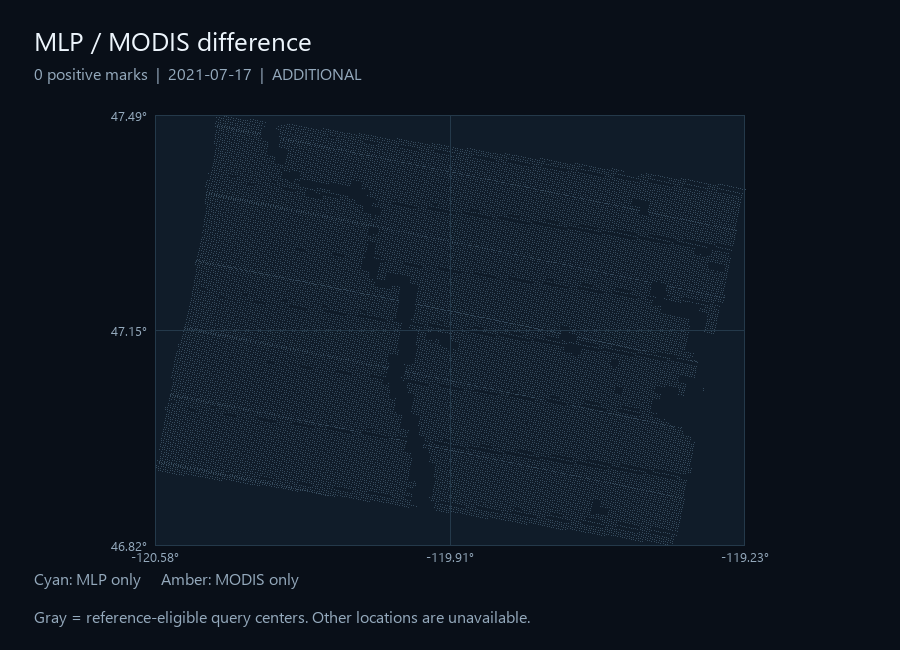 MLP / MODIS difference
0 positive marks | 2021-07-17 | ADDITIONAL
47.49°
47.15°
46.82°
-120.58° -119.91° -119.23°
Cyan: MLP only Amber: MODIS only
Gray = reference-eligible query centers. Other locations are unavailable.